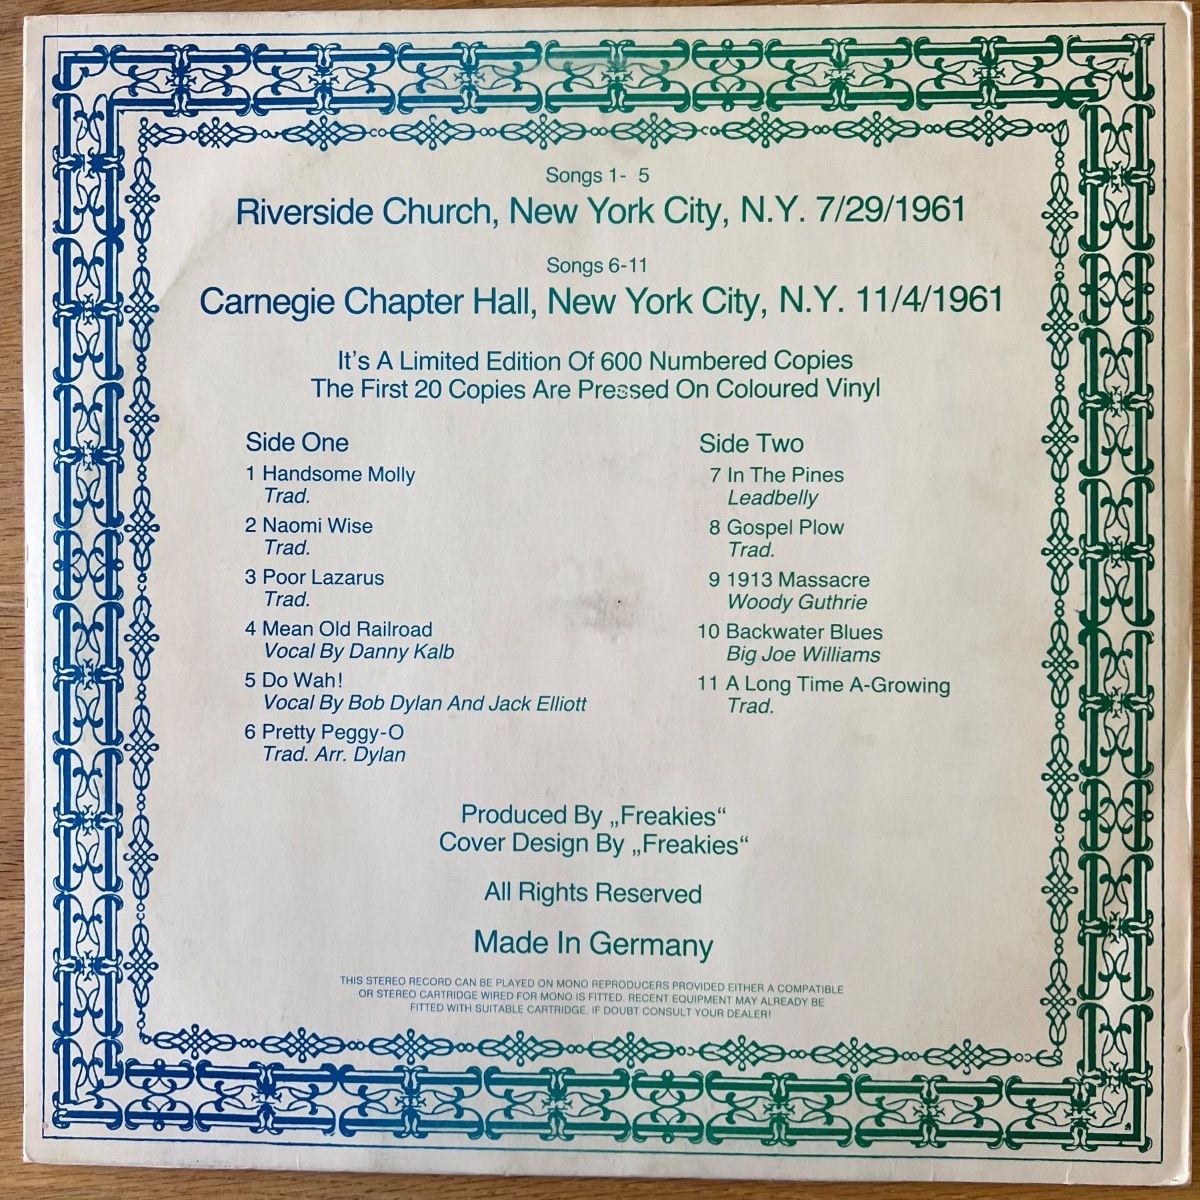 Songs 1- 5
Riverside Church, New York City, N.Y. 7/29/1961
Songs 6-11
Carnegie Chapter Hall, New York City, N.Y. 11/4/1961
It's A Limited Edition Of 600 Numbered Copies
The First 20 Copies Are Pressed On Coloured Vinyl
Side One
1 Handsome Molly
Trad.
2 Naomi Wise
Trad.
3 Poor Lazarus
Trad.
4 Mean Old Railroad
Vocal By Danny Kalb
5 Do Wah!
Vocal By Bob Dylan And Jack Elliott
6 Pretty Peggy-O
Trad. Arr. Dylan
Side Two
7 In The Pines
Leadbelly
8 Gospel Plow
Trad.
9 1913 Massacre
Woody Guthrie
10 Backwater Blues
Big Joe Williams
11 A Long Time A-Growing
Trad.
Produced By „Freakies“
Cover Design By „Freakies“
All Rights Reserved
Made In Germany
THIS STEREO RECORD CAN BE PLAYED ON MONO REPRODUCERS PROVIDED EITHER A COMPATIBLE
OR STEREO CARTRIDGE WIRED FOR MONO IS FITTED. RECENT EQUIPMENT MAY ALREADY BE
FITTED WITH SUITABLE CARTRIDGE. IF DOUBT CONSULT YOUR DEALER!